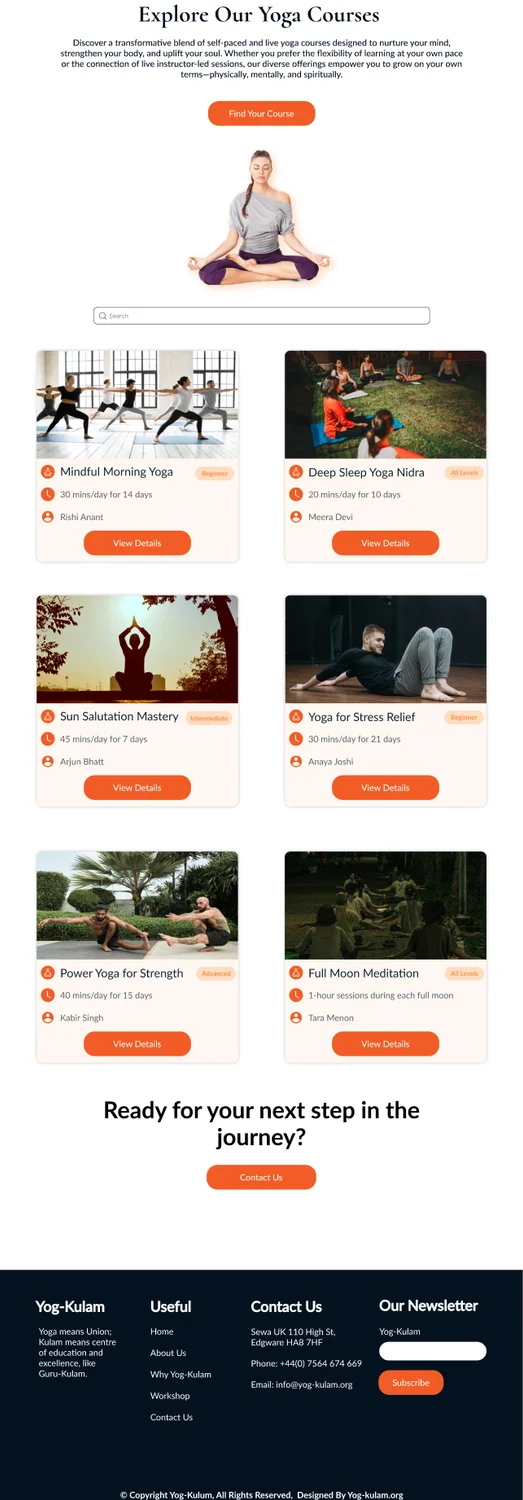 Explore Our Yoga Courses
Discover a transformative blend of self-paced and live yoga courses designed to nurture your mind,
strengthen your body, and uplift your soul. Whether you prefer the flexibility of learning at your own pace
or the connection of live instructor-led sessions, our diverse offerings empower you to grow on your own
terms—physically, mentally, and spiritually.
Find Your Course
Search
Mindful Morning Yoga
Beginner
30 mins/day for 14 days
Rishi Anant
View Details
Deep Sleep Yoga Nidra
All Levels
20 mins/day for 10 days
Meera Devi
View Details
Sun Salutation Mastery
Intermediate
45 mins/day for 7 days
Arjun Bhatt
View Details
Yoga for Stress Relief
Beginner
30 mins/day for 21 days
Anaya Joshi
View Details
Power Yoga for Strength
Advanced
40 mins/day for 15 days
Kabir Singh
View Details
Full Moon Meditation
All Levels
1-hour sessions during each full moon
Tara Menon
View Details
Ready for your next step in the
journey?
Contact Us
Yog-Kulam
Yoga means Union;
Kulam means centre
of education and
excellence, like
Guru-Kulam.
Useful
Home
About Us
Why Yog-Kulam
Workshop
Contact Us
Contact Us
Sewa UK 110 High St,
Edgware HA8 7HF
Phone: +44(0) 7564 674 669
Email: info@yog-kulam.org
Our Newsletter
Yog-Kulam
Subscribe
© Copyright Yog-Kulum, All Rights Reserved, Designed By Yog-kulam.org